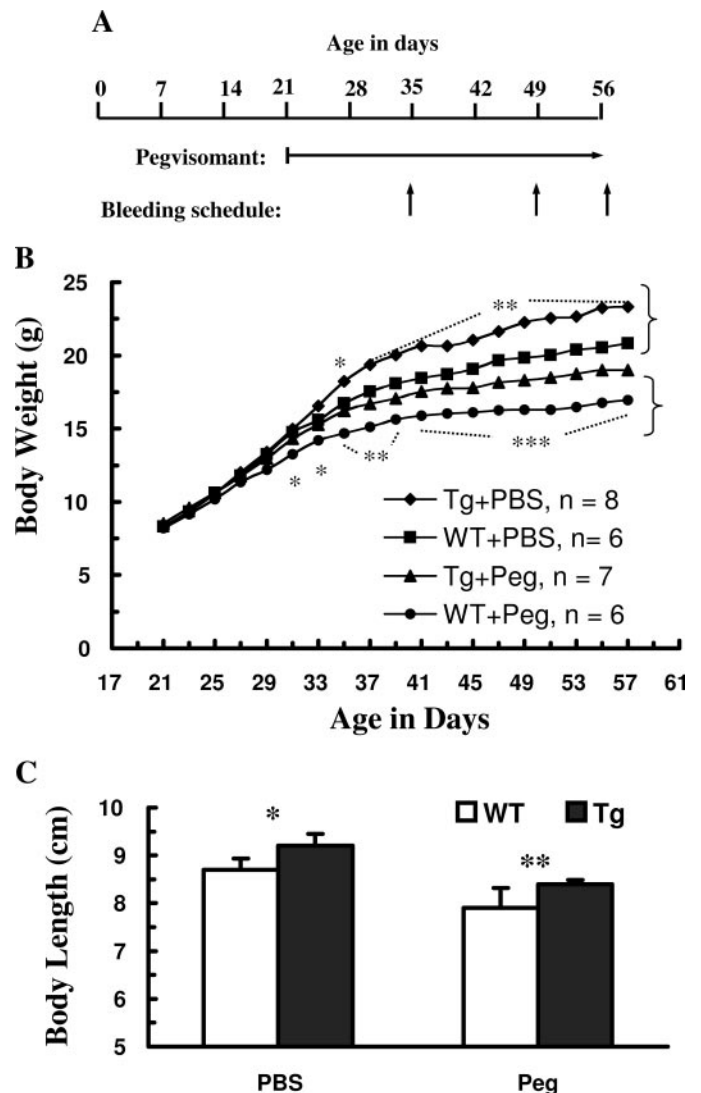 A
Age in days
0 7 14 21 28 35 42 49 56
Pegvisomant:
Bleeding schedule:
B
Body Weight (g)
25
20
15
10
5
0
*
**
* *
**
***
Tg+PBS, n = 8
WT+PBS, n= 6
Tg+Peg, n = 7
WT+Peg, n = 6
17 21 25 29 33 37 41 45 49 53 57 61
Age in Days
C
Body Length (cm)
10
9
8
7
6
5
*
**
WT Tg
PBS Peg